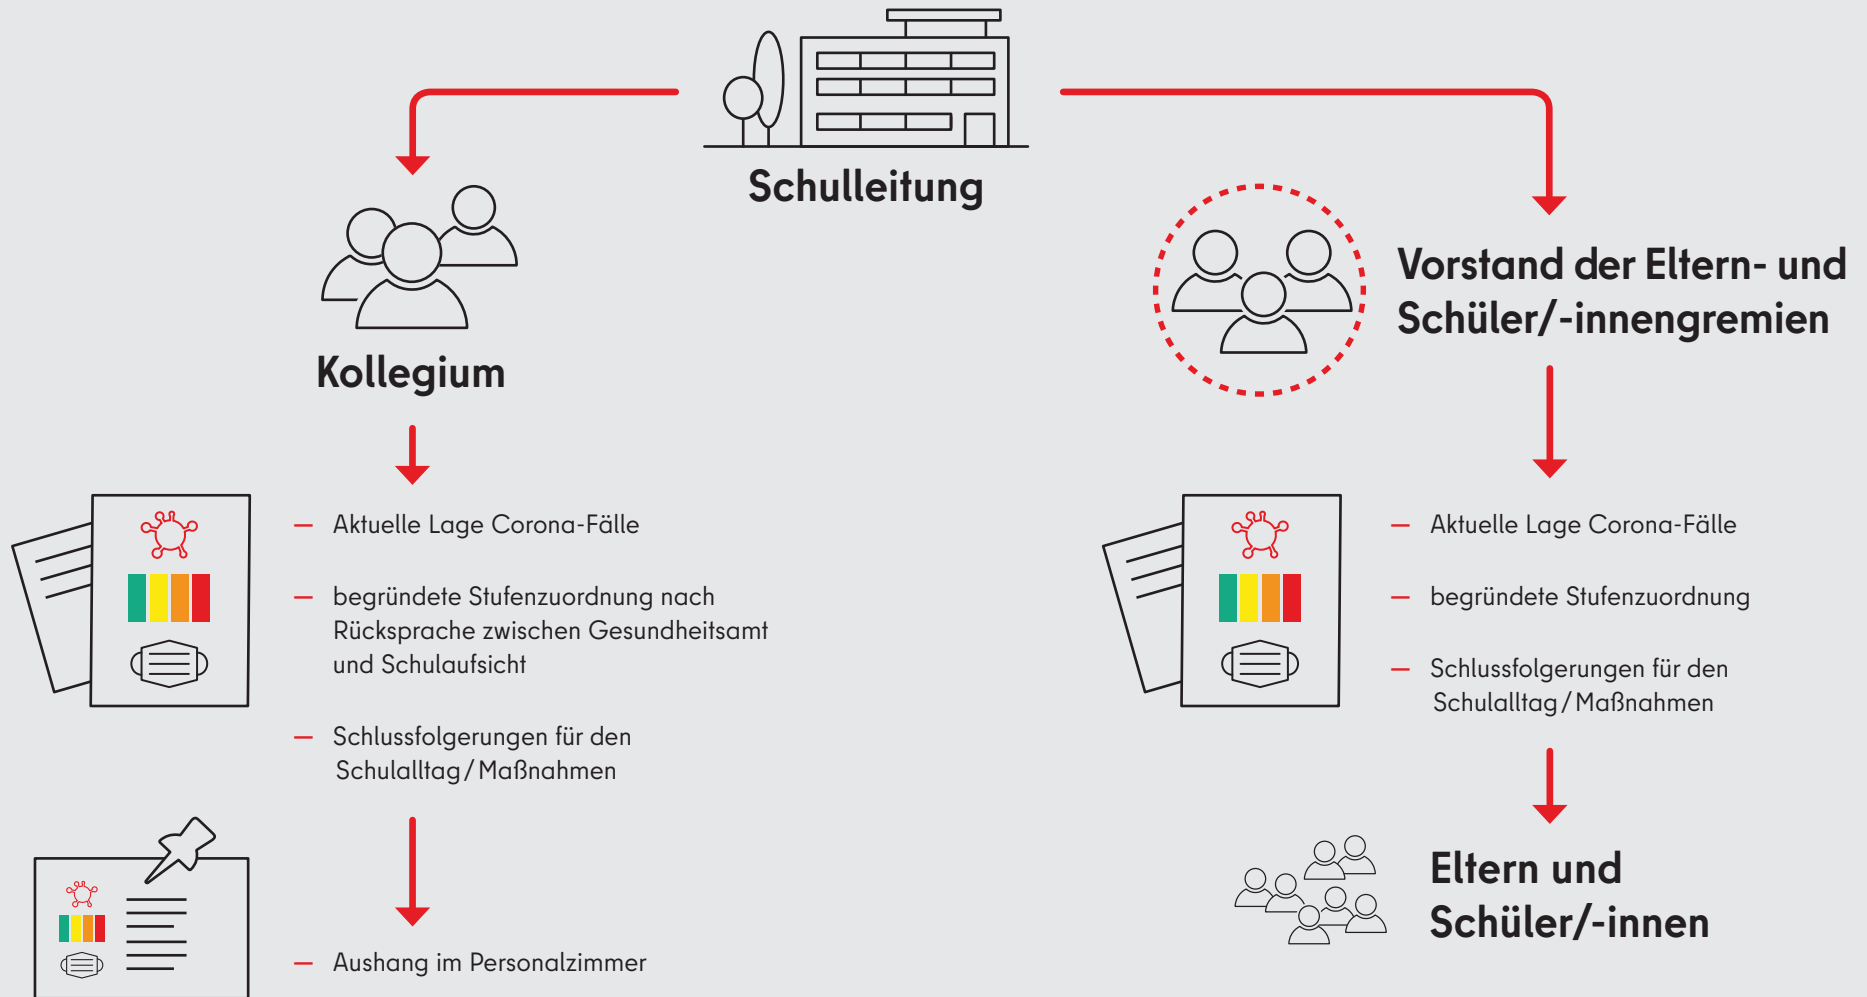 Schulleitung
Kollegium
— Aktuelle Lage Corona-Fälle
— begründete Stufenzuordnung nach
Rücksprache zwischen Gesundheitsamt
und Schulaufsicht
— Schlussfolgerungen für den
Schulalltag / Maßnahmen
— Aushang im Personalzimmer
Vorstand der Eltern- und
Schüler/-innengremien
— Aktuelle Lage Corona-Fälle
— begründete Stufenzuordnung
— Schlussfolgerungen für den
Schulalltag / Maßnahmen
Eltern und
Schüler/-innen